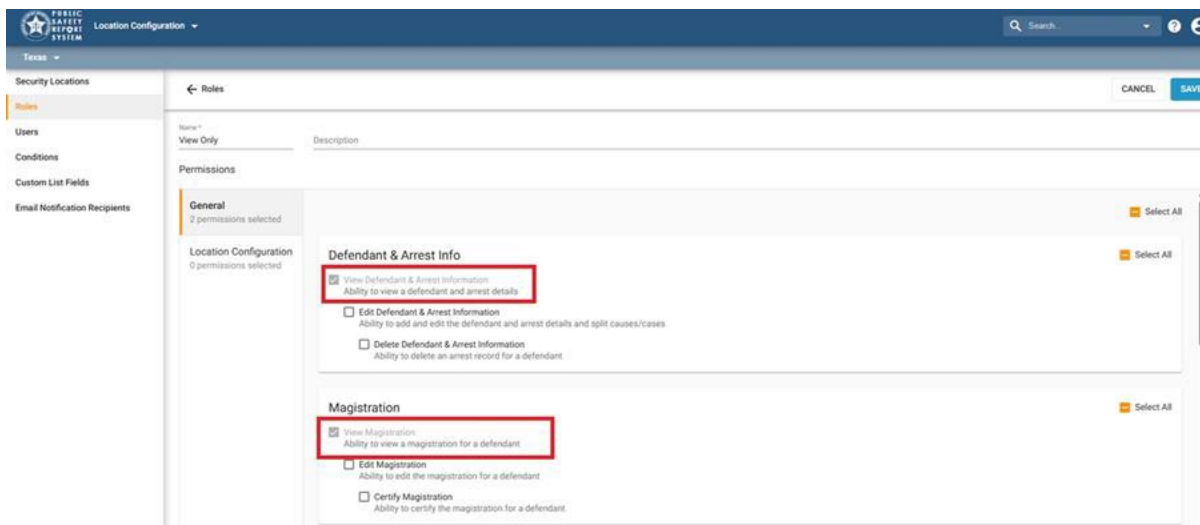 PUBLIC
SAFETY
REPORT
SYSTEM
Location Configuration
Search...
Texas
Security Locations
Roles
Users
Conditions
Custom List Fields
Email Notification Recipients
Roles
CANCEL
SAVE
Name *
View Only
Description
Permissions
General
2 permissions selected
Location Configuration
0 permissions selected
Select All
Defendant & Arrest Info
Select All
View Defendant & Arrest Information
Ability to view a defendant and arrest details
Edit Defendant & Arrest Information
Ability to add and edit the defendant and arrest details and split causes/cases
Delete Defendant & Arrest Information
Ability to delete an arrest record for a defendant
Magistration
Select All
View Magistration
Ability to view a magistration for a defendant
Edit Magistration
Ability to edit the magistration for a defendant
Certify Magistration
Ability to certify the magistration for a defendant